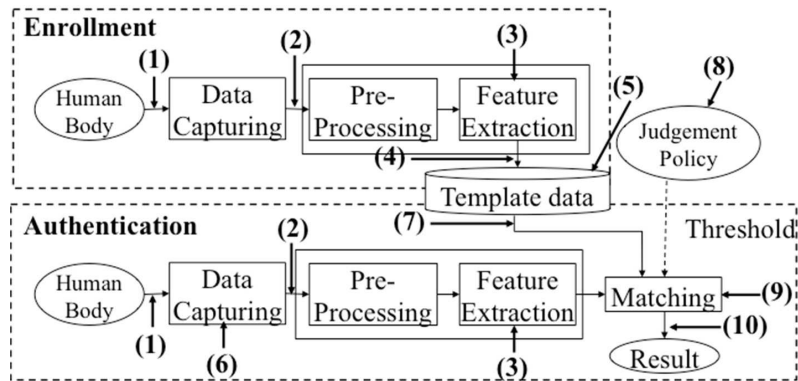 Enrollment
(1)
(2)
(3)
(5)
(8)
Human
Body
Data
Capturing
Pre-
Processing
Feature
Extraction
Judgement
Policy
(4)
Template data
Authentication
(2)
(7)
Threshold
Human
Body
Data
Capturing
Pre-
Processing
Feature
Extraction
Matching
(9)
(1)
(6)
(3)
(10)
Result